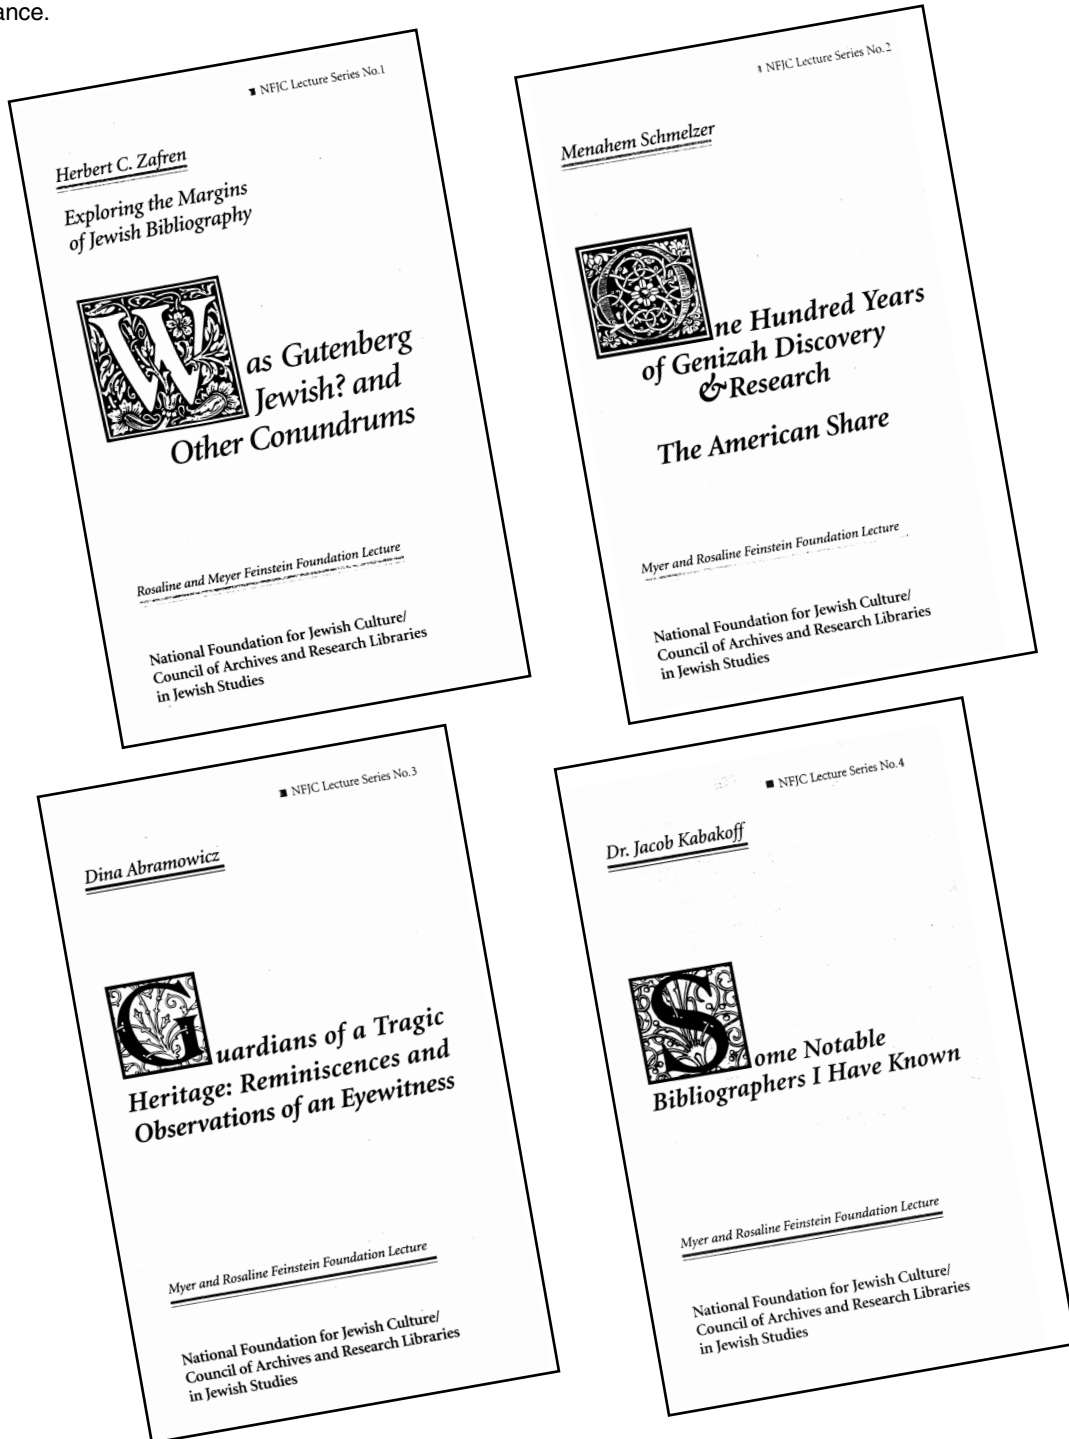 ance.
NFJC Lecture Series No.1
Herbert C. Zafren
Exploring the Margins
of Jewish Bibliography
Was Gutenberg
Jewish? and
Other Conundrums
Rosaline and Meyer Feinstein Foundation Lecture
National Foundation for Jewish Culture/
Council of Archives and Research Libraries
in Jewish Studies
NFJC Lecture Series No.2
Menahem Schmelzer
One Hundred Years
of Genizah Discovery
& Research
The American Share
Myer and Rosaline Feinstein Foundation Lecture
National Foundation for Jewish Culture/
Council of Archives and Research Libraries
in Jewish Studies
NFJC Lecture Series No.3
Dina Abramowicz
Guardians of a Tragic
Heritage: Reminiscences and
Observations of an Eyewitness
Myer and Rosaline Feinstein Foundation Lecture
National Foundation for Jewish Culture/
Council of Archives and Research Libraries
in Jewish Studies
NFJC Lecture Series No.4
Dr. Jacob Kabakoff
Some Notable
Bibliographers I Have Known
Myer and Rosaline Feinstein Foundation Lecture
National Foundation for Jewish Culture/
Council of Archives and Research Libraries
in Jewish Studies